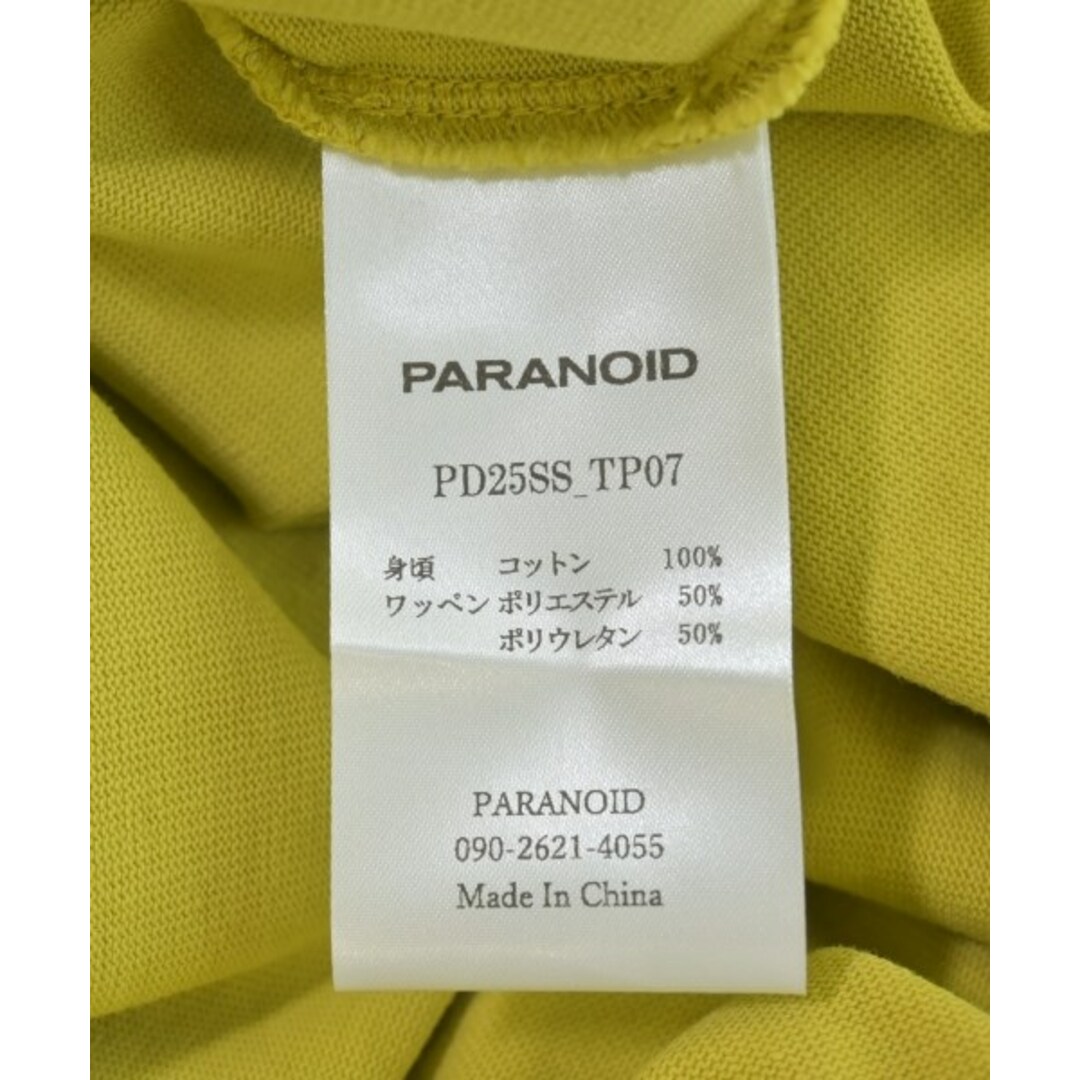 PARANOID
PD25SS_TP07
身頃 コットン 100%
ワッペン ポリエステル 50%
ポリウレタン 50%
PARANOID
090-2621-4055
Made In China